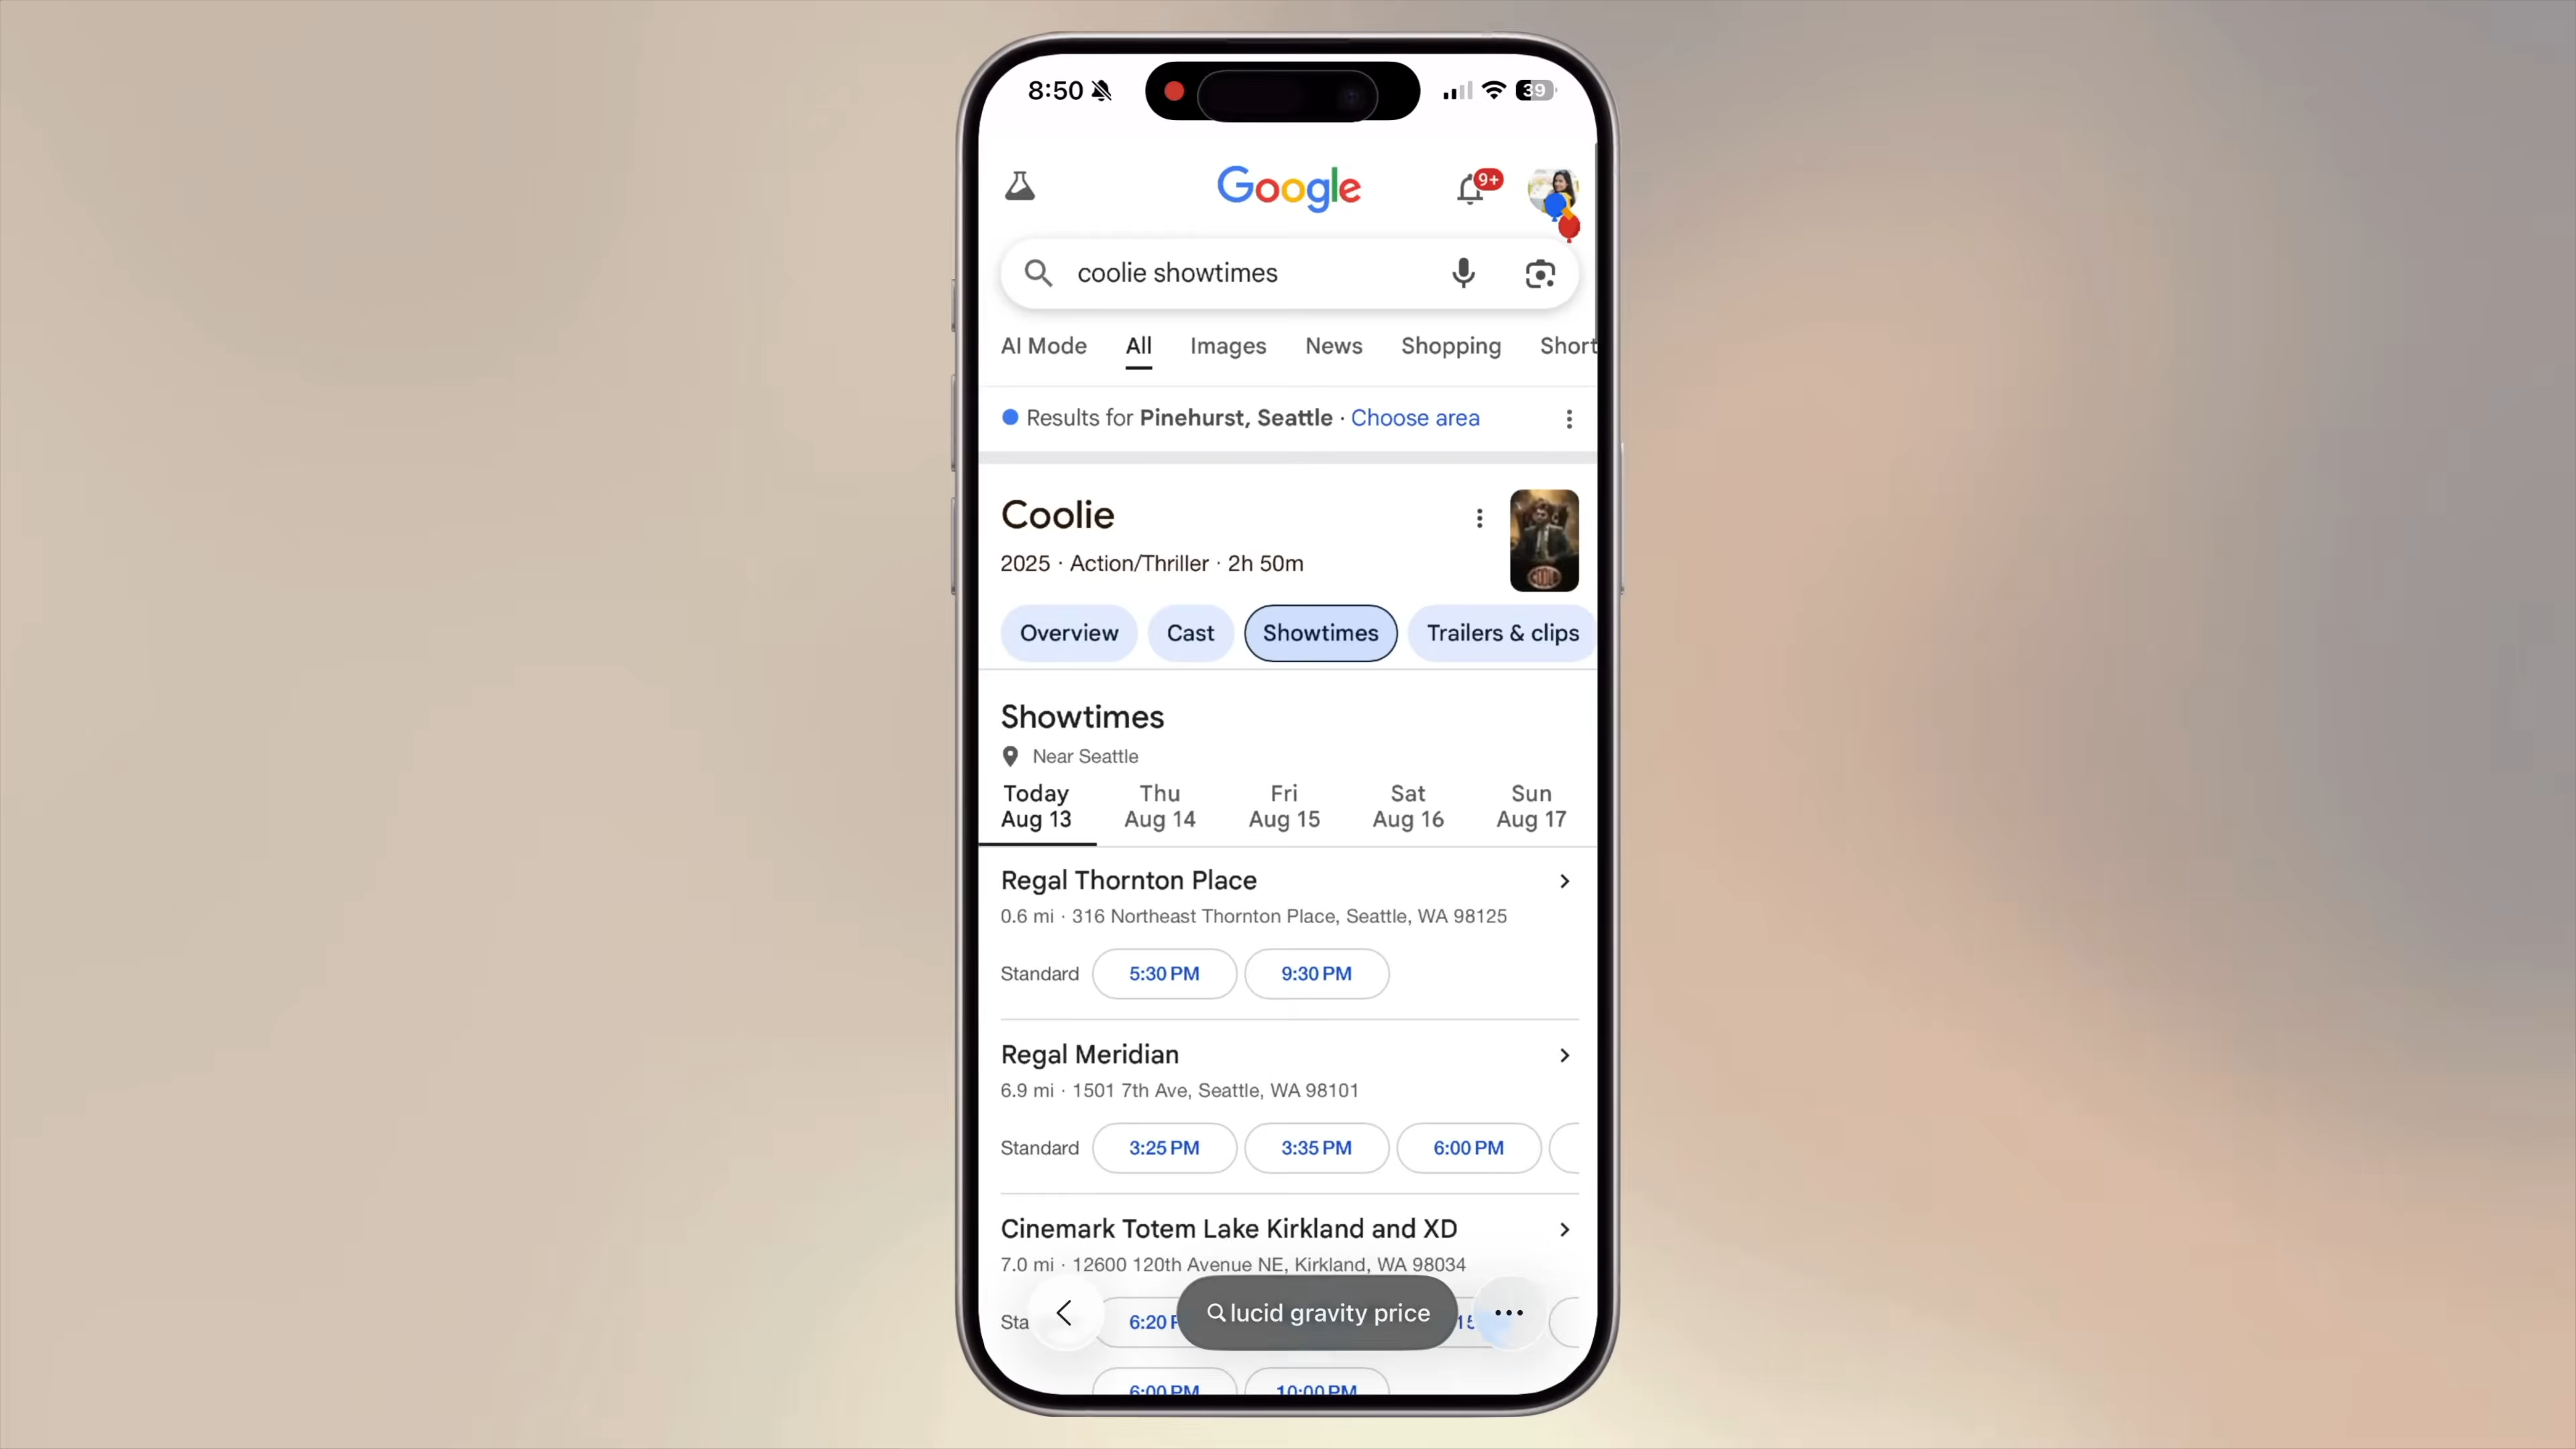 8:50
39
Google
9+
coolie showtimes
AI Mode All Images News Shopping Short
Results for Pinehurst, Seattle · Choose area
Coolie
2025 · Action/Thriller · 2h 50m
COOLIE
Overview Cast Showtimes Trailers & clips
Showtimes
Near Seattle
Today Thu Fri Sat Sun
Aug 13 Aug 14 Aug 15 Aug 16 Aug 17
Regal Thornton Place
0.6 mi · 316 Northeast Thornton Place, Seattle, WA 98125
Standard 5:30 PM 9:30 PM
Regal Meridian
6.9 mi · 1501 7th Ave, Seattle, WA 98101
Standard 3:25 PM 3:35 PM 6:00 PM
Cinemark Totem Lake Kirkland and XD
7.0 mi · 12600 120th Avenue NE, Kirkland, WA 98034
Sta 6:20 lucid gravity price 15
6:00 PM 10:00 PM